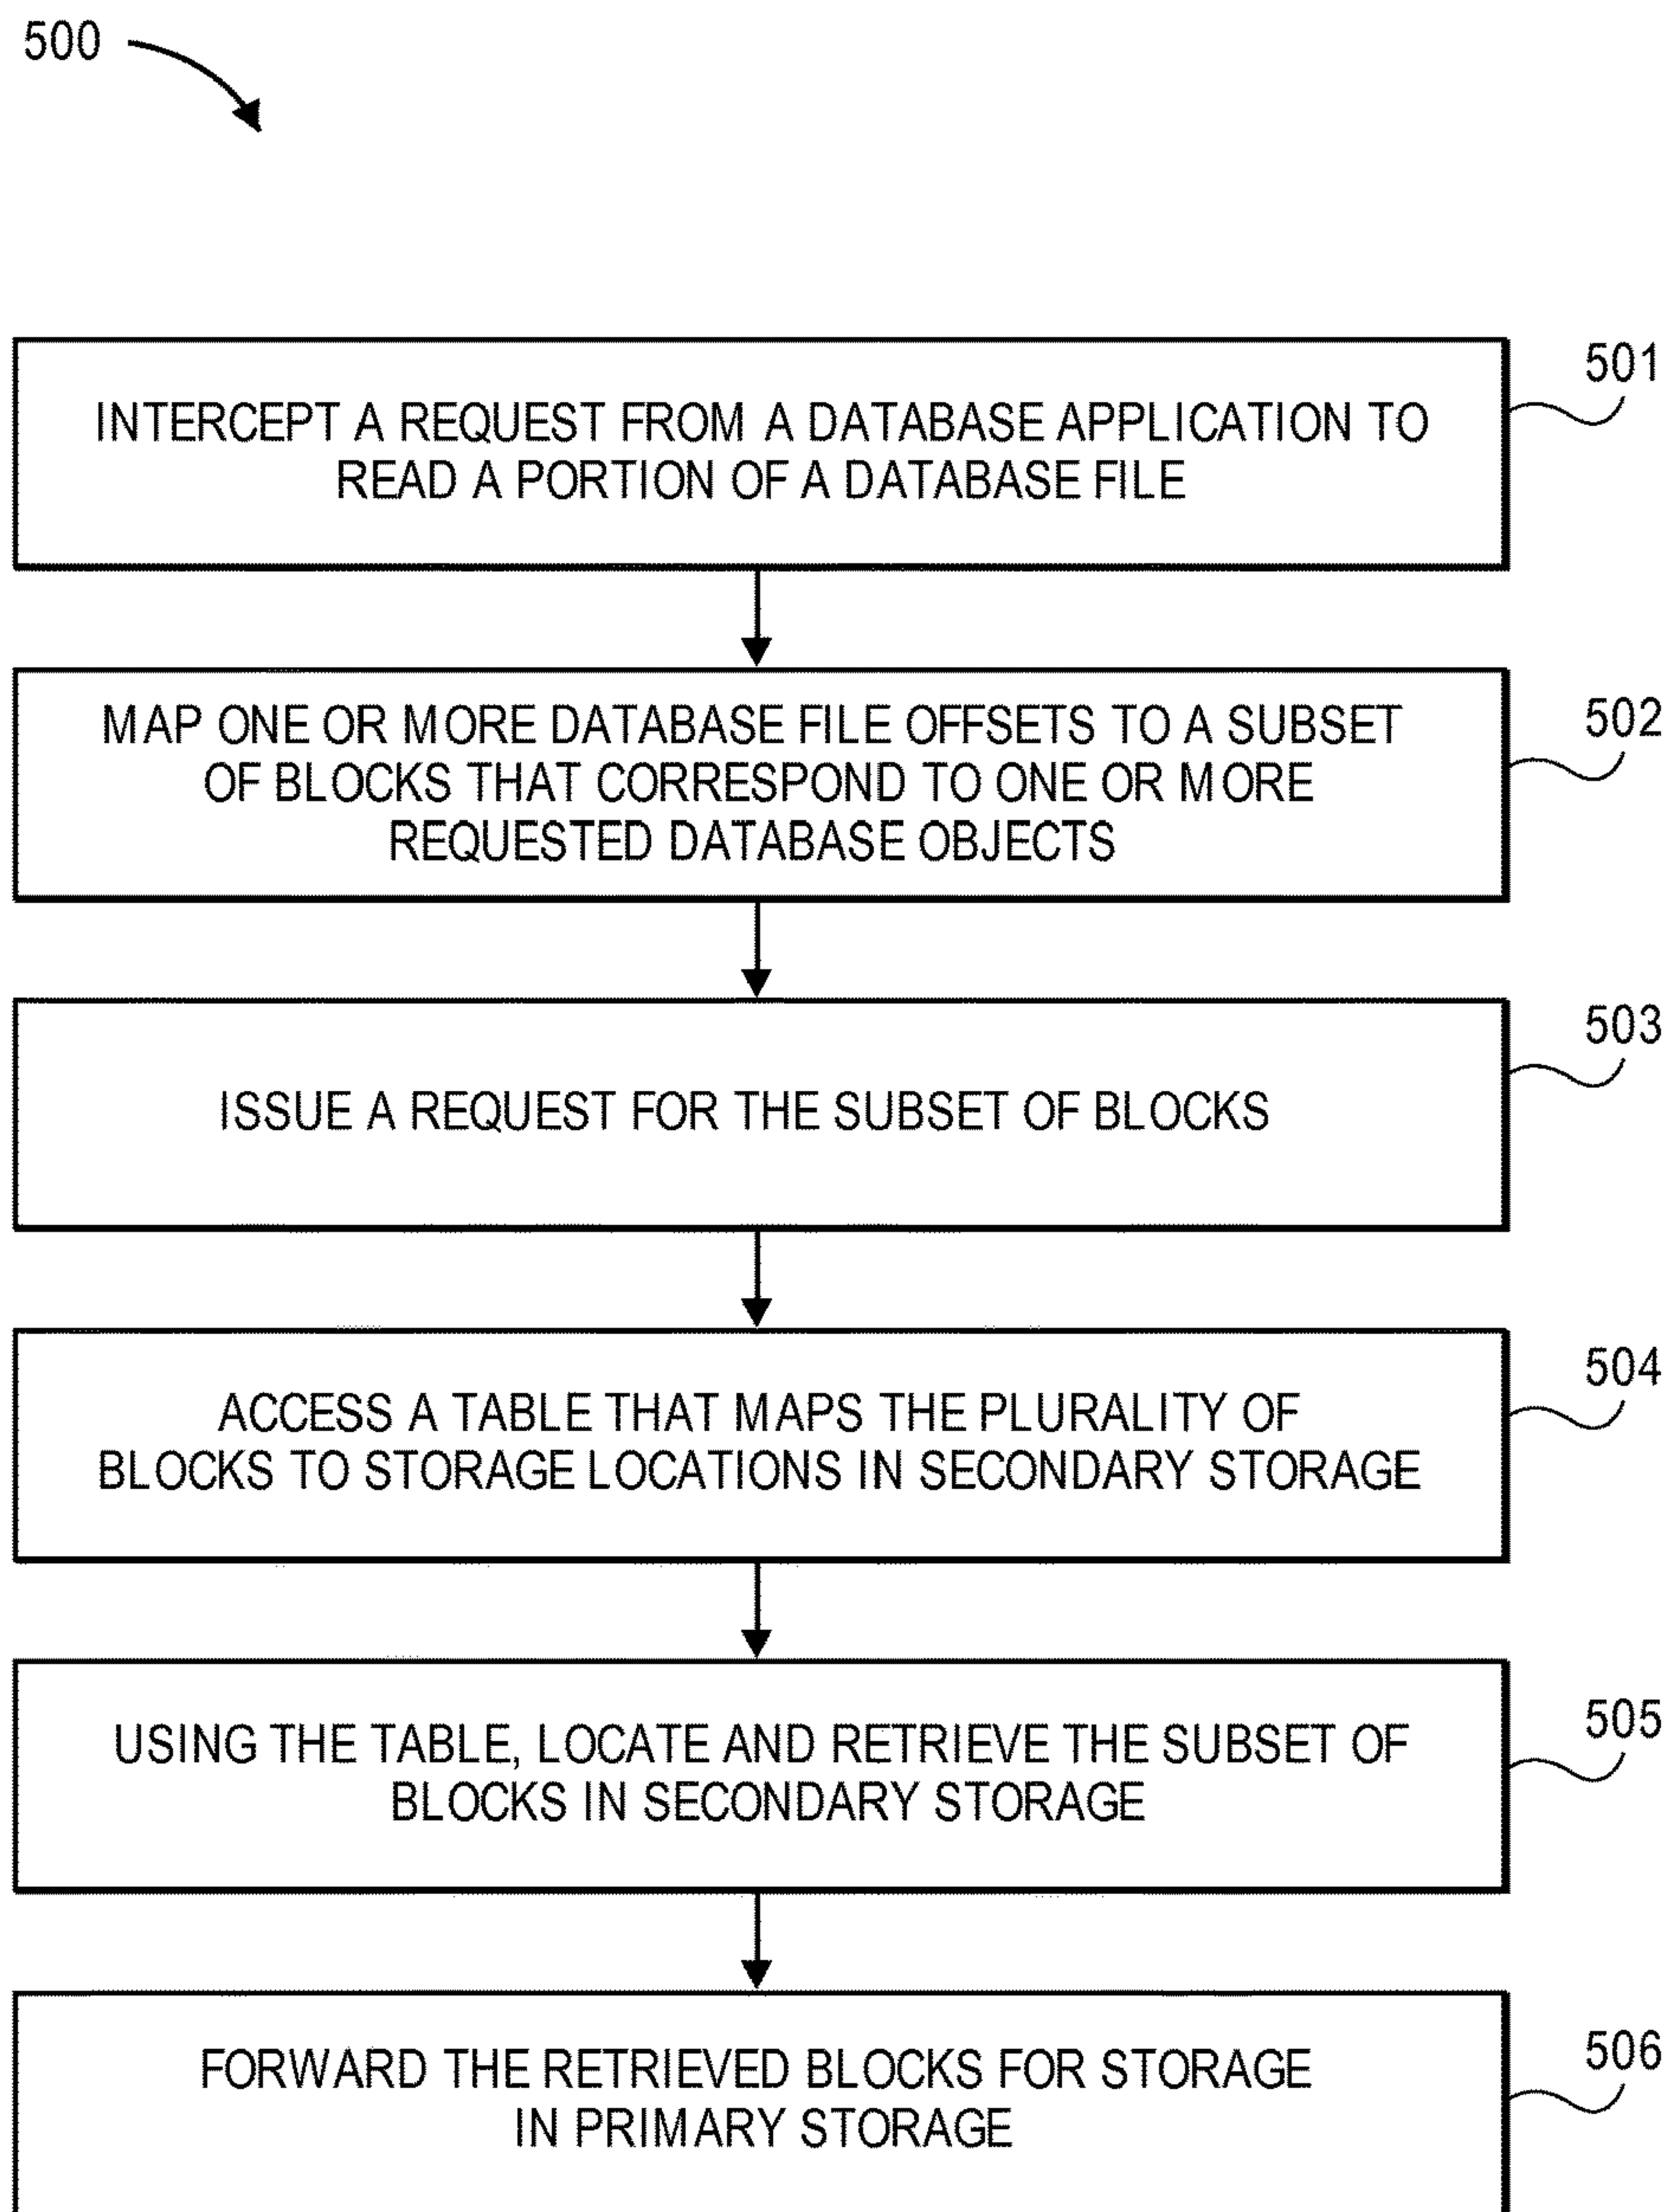 500
501
INTERCEPT A REQUEST FROM A DATABASE APPLICATION TO
READ A PORTION OF A DATABASE FILE
502
MAP ONE OR MORE DATABASE FILE OFFSETS TO A SUBSET
OF BLOCKS THAT CORRESPOND TO ONE OR MORE
REQUESTED DATABASE OBJECTS
503
ISSUE A REQUEST FOR THE SUBSET OF BLOCKS
504
ACCESS A TABLE THAT MAPS THE PLURALITY OF
BLOCKS TO STORAGE LOCATIONS IN SECONDARY STORAGE
505
USING THE TABLE, LOCATE AND RETRIEVE THE SUBSET OF
BLOCKS IN SECONDARY STORAGE
506
FORWARD THE RETRIEVED BLOCKS FOR STORAGE
IN PRIMARY STORAGE